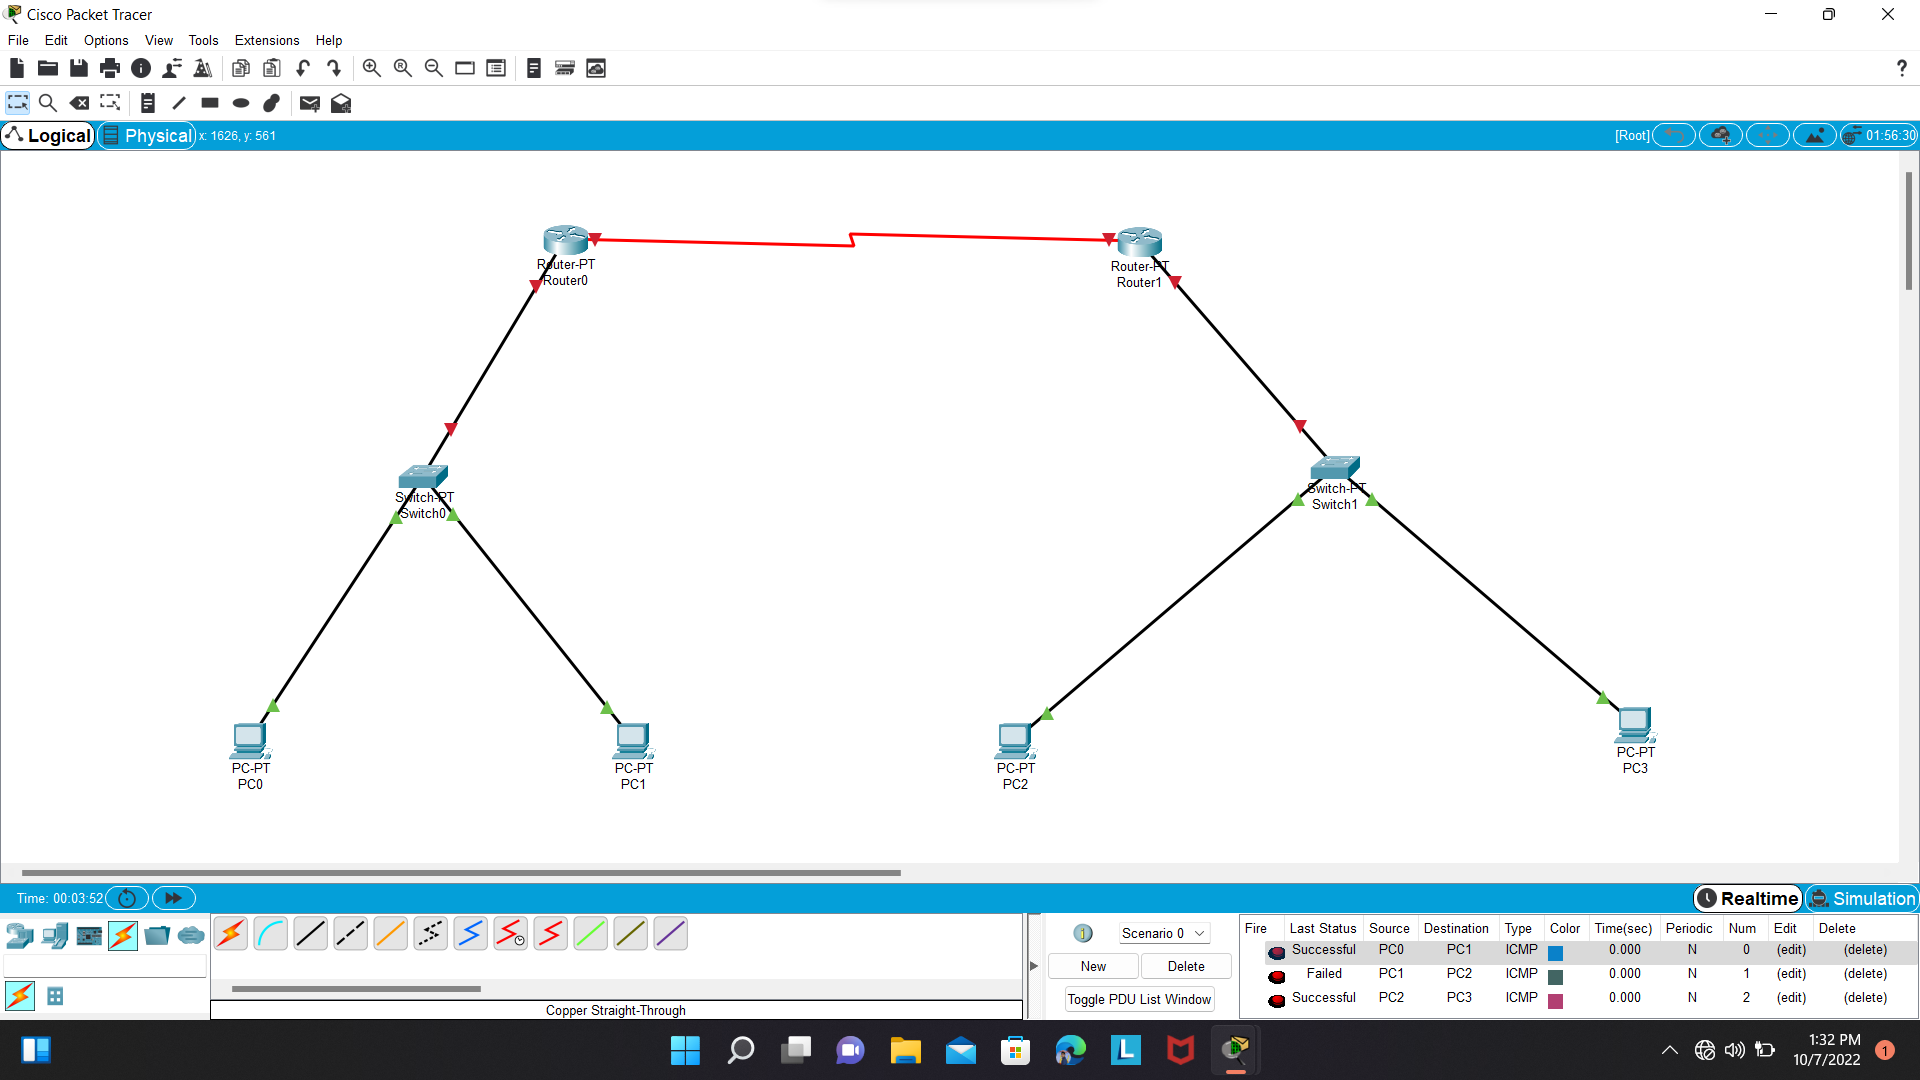 Cisco Packet Tracer
File Edit Options View Tools Extensions Help
Logical Physical x: 1626, y: 561 [Root] 01:56:30
Router-PT
Router0
Router-PT
Router1
Switch-PT
Switch0
Switch-PT
Switch1
PC-PT
PC0
PC-PT
PC1
PC-PT
PC2
PC-PT
PC3
Time: 00:03:52 Realtime Simulation
Scenario 0
New Delete
Toggle PDU List Window
Fire Last Status Source Destination Type Color Time(sec) Periodic Num Edit Delete
Successful PC0 PC1 ICMP 0.000 N 0 (edit) (delete)
Failed PC1 PC2 ICMP 0.000 N 1 (edit) (delete)
Successful PC2 PC3 ICMP 0.000 N 2 (edit) (delete)
Copper Straight-Through
1:32 PM
10/7/2022
1